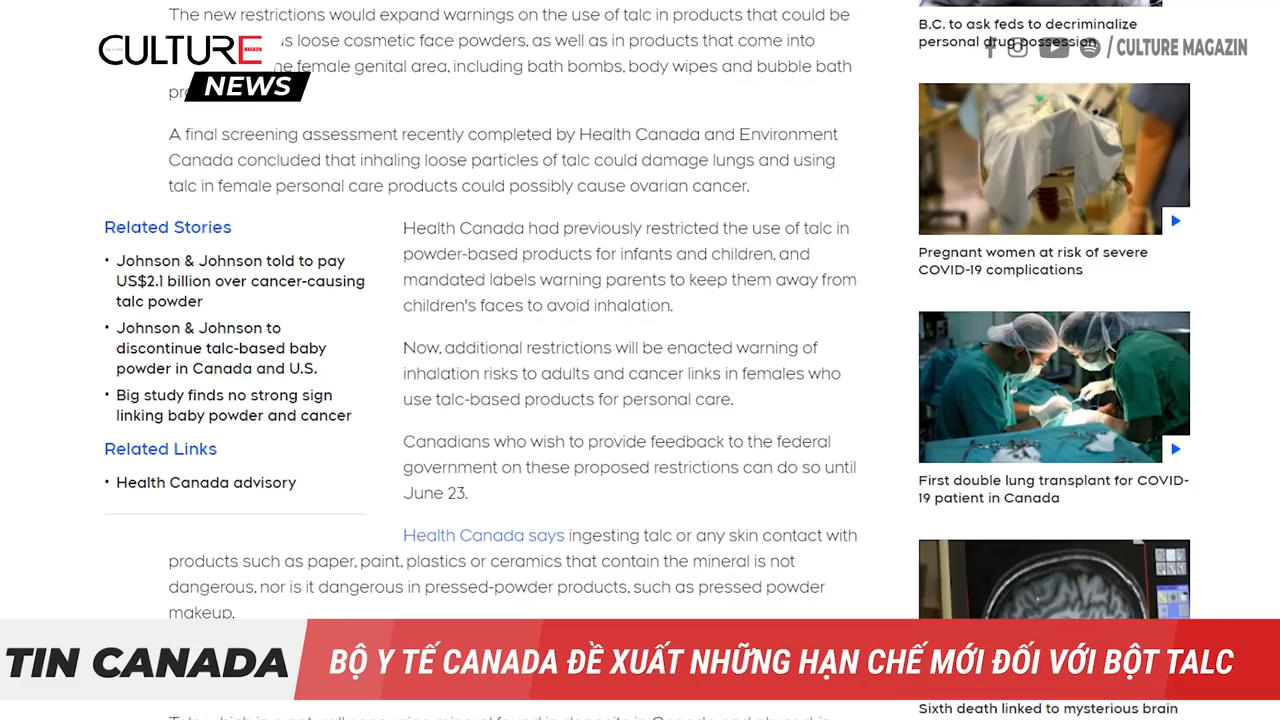 The new restrictions would expand warnings on the use of talc in products that could be
loose cosmetic face powders, as well as in products that come into
female genital area, including bath bombs, body wipes and bubble bath
CULTURE
MAGAZIN
NEWS
A final screening assessment recently completed by Health Canada and Environment
Canada concluded that inhaling loose particles of talc could damage lungs and using
talc in female personal care products could possibly cause ovarian cancer.
Related Stories
• Johnson & Johnson told to pay
US$2.1 billion over cancer-causing
talc powder
• Johnson & Johnson to
discontinue talc-based baby
powder in Canada and U.S.
• Big study finds no strong sign
linking baby powder and cancer
Related Links
• Health Canada advisory
Health Canada had previously restricted the use of talc in
powder-based products for infants and children, and
mandated labels warning parents to keep them away from
children's faces to avoid inhalation.
Now, additional restrictions will be enacted warning of
inhalation risks to adults and cancer links in females who
use talc-based products for personal care.
Canadians who wish to provide feedback to the federal
government on these proposed restrictions can do so until
June 23.
Health Canada says ingesting talc or any skin contact with
products such as paper, paint, plastics or ceramics that contain the mineral is not
dangerous, nor is it dangerous in pressed-powder products, such as pressed powder
makeup.
B.C. to ask feds to decriminalize
personal drug possession
/ CULTURE MAGAZIN
Pregnant women at risk of severe
COVID-19 complications
First double lung transplant for COVID-
19 patient in Canada
Sixth death linked to mysterious brain
TIN CANADA
BỘ Y TẾ CANADA ĐỀ XUẤT NHỮNG HẠN CHẾ MỚI ĐỐI VỚI BỘT TALC